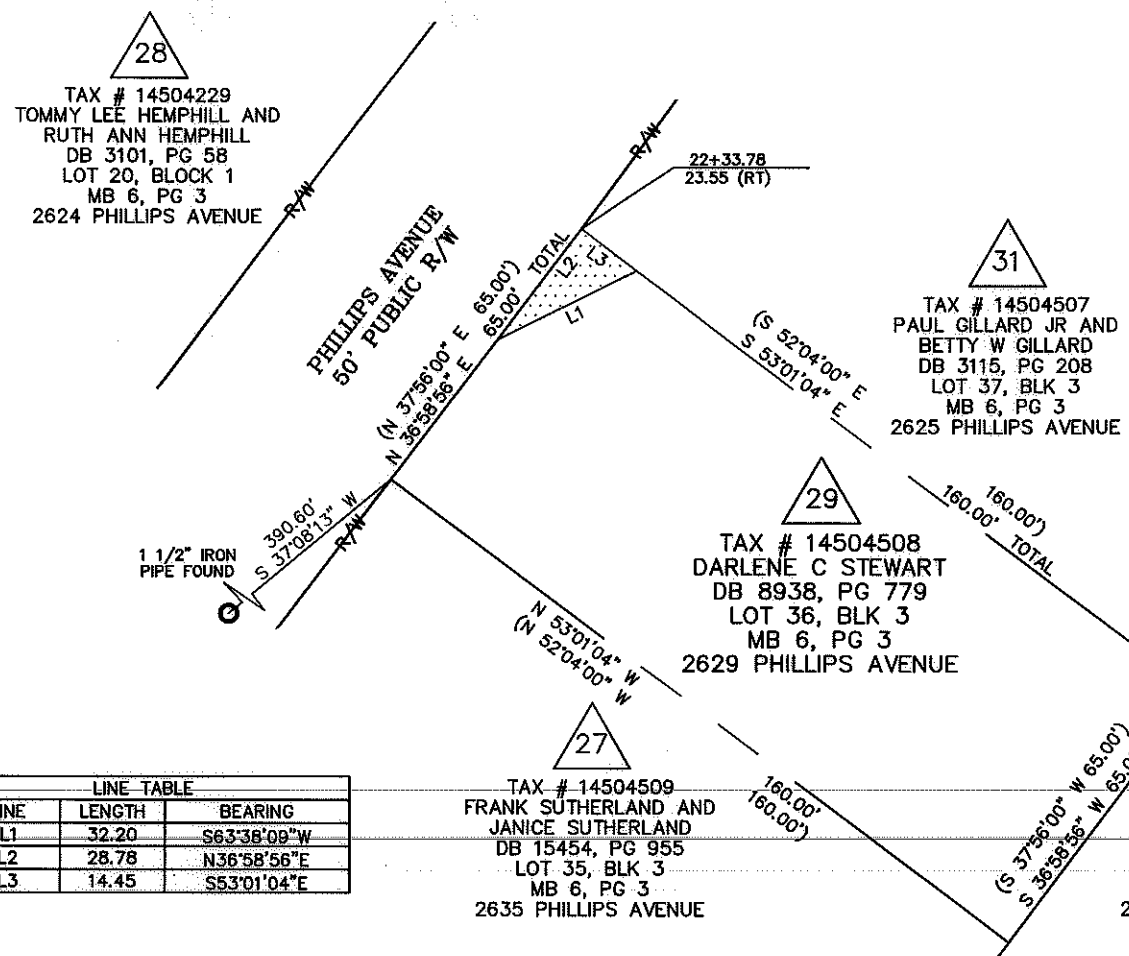 28
TAX # 14504229
TOMMY LEE HEMPHILL AND
RUTH ANN HEMPHILL
DB 3101, PG 58
LOT 20, BLOCK 1
MB 6, PG 3
2624 PHILLIPS AVENUE
R/W
R/W
22+33.78
23.55 (RT)
PHILLIPS AVENUE
50' PUBLIC R/W
(N 37°56'00" E 65.00')
N 36°58'56" E 65.00' TOTAL
L2
L3
L1
31
TAX # 14504507
PAUL GILLARD JR AND
BETTY W GILLARD
DB 3115, PG 208
LOT 37, BLK 3
MB 6, PG 3
2625 PHILLIPS AVENUE
(S 52°04'00" E
S 53°01'04" E
160.00')
160.00' TOTAL
390.60'
S 37°08'13" W
R/W
1 1/2" IRON
PIPE FOUND
29
TAX # 14504508
DARLENE C STEWART
DB 8938, PG 779
LOT 36, BLK 3
MB 6, PG 3
2629 PHILLIPS AVENUE
N 53°01'04" W
(N 52°04'00" W
160.00'
160.00')
27
TAX # 14504509
FRANK SUTHERLAND AND
JANICE SUTHERLAND
DB 15454, PG 955
LOT 35, BLK 3
MB 6, PG 3
2635 PHILLIPS AVENUE
(S 37°56'00" W 65.00')
S 36°58'56" W 65.0
LINE TABLE
INE LENGTH BEARING
L1 32.20 S63°38'09"W
L2 28.78 N36°58'56"E
L3 14.45 S53°01'04"E
2